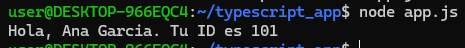 user@DESKTOP-966EQC4:~/typescript_app$ node app.js
Hola, Ana Garcia. Tu ID es 101